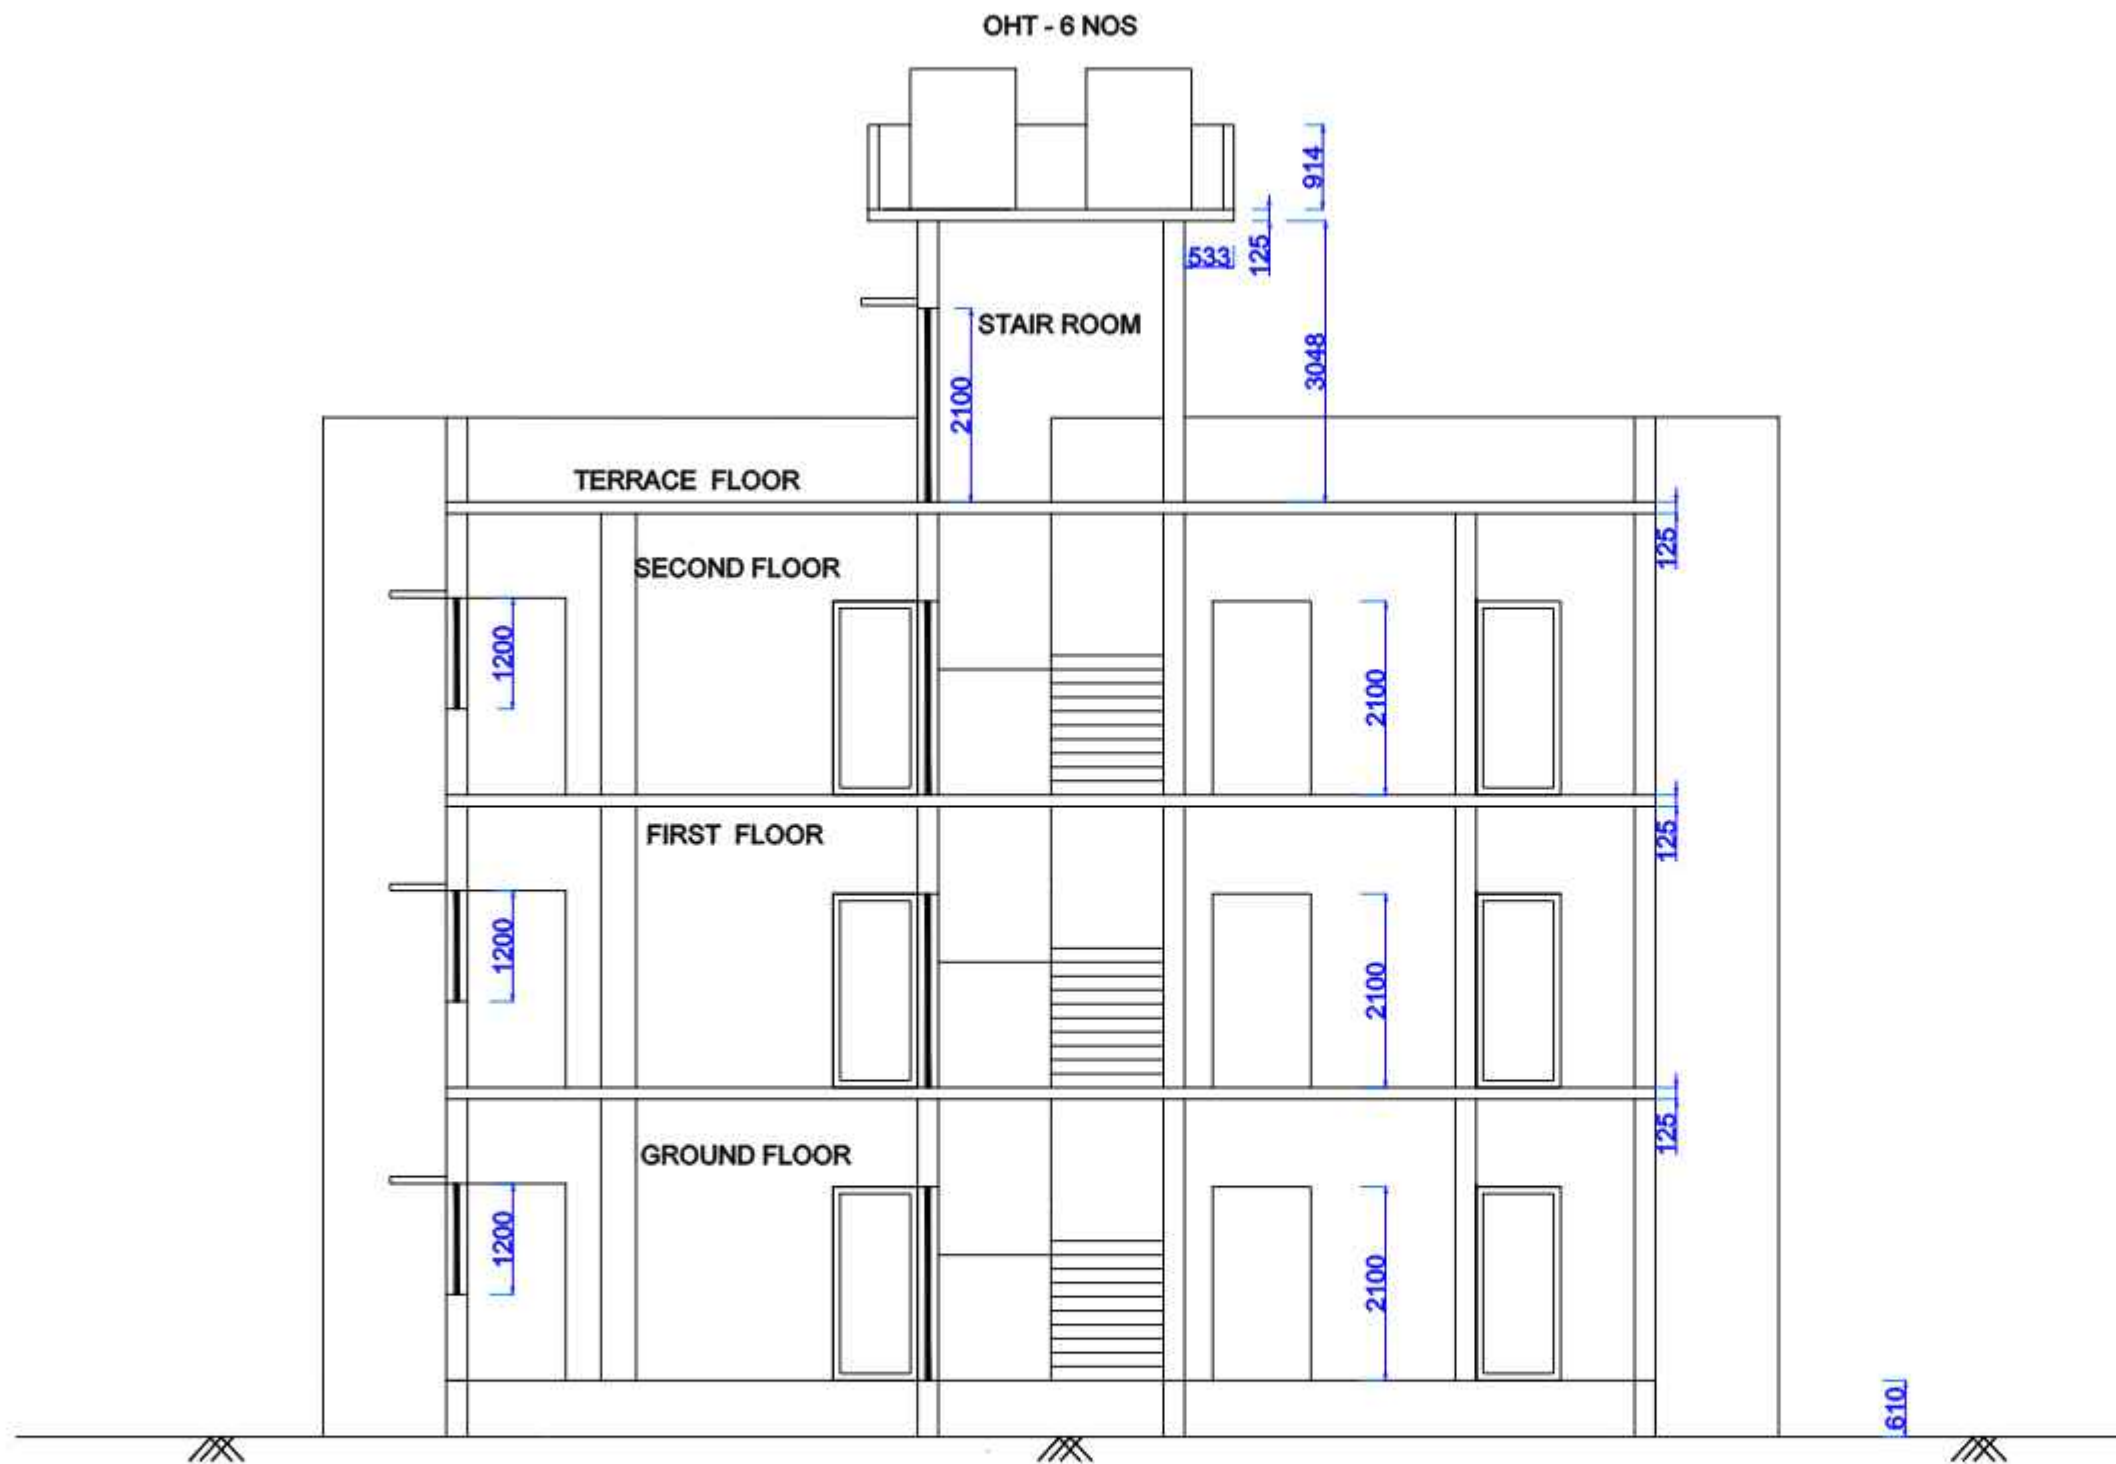 OHT - 6 NOS
914
533
125
STAIR ROOM
3048
2100
TERRACE FLOOR
125
SECOND FLOOR
1200
2100
125
FIRST FLOOR
1200
2100
125
GROUND FLOOR
1200
2100
610